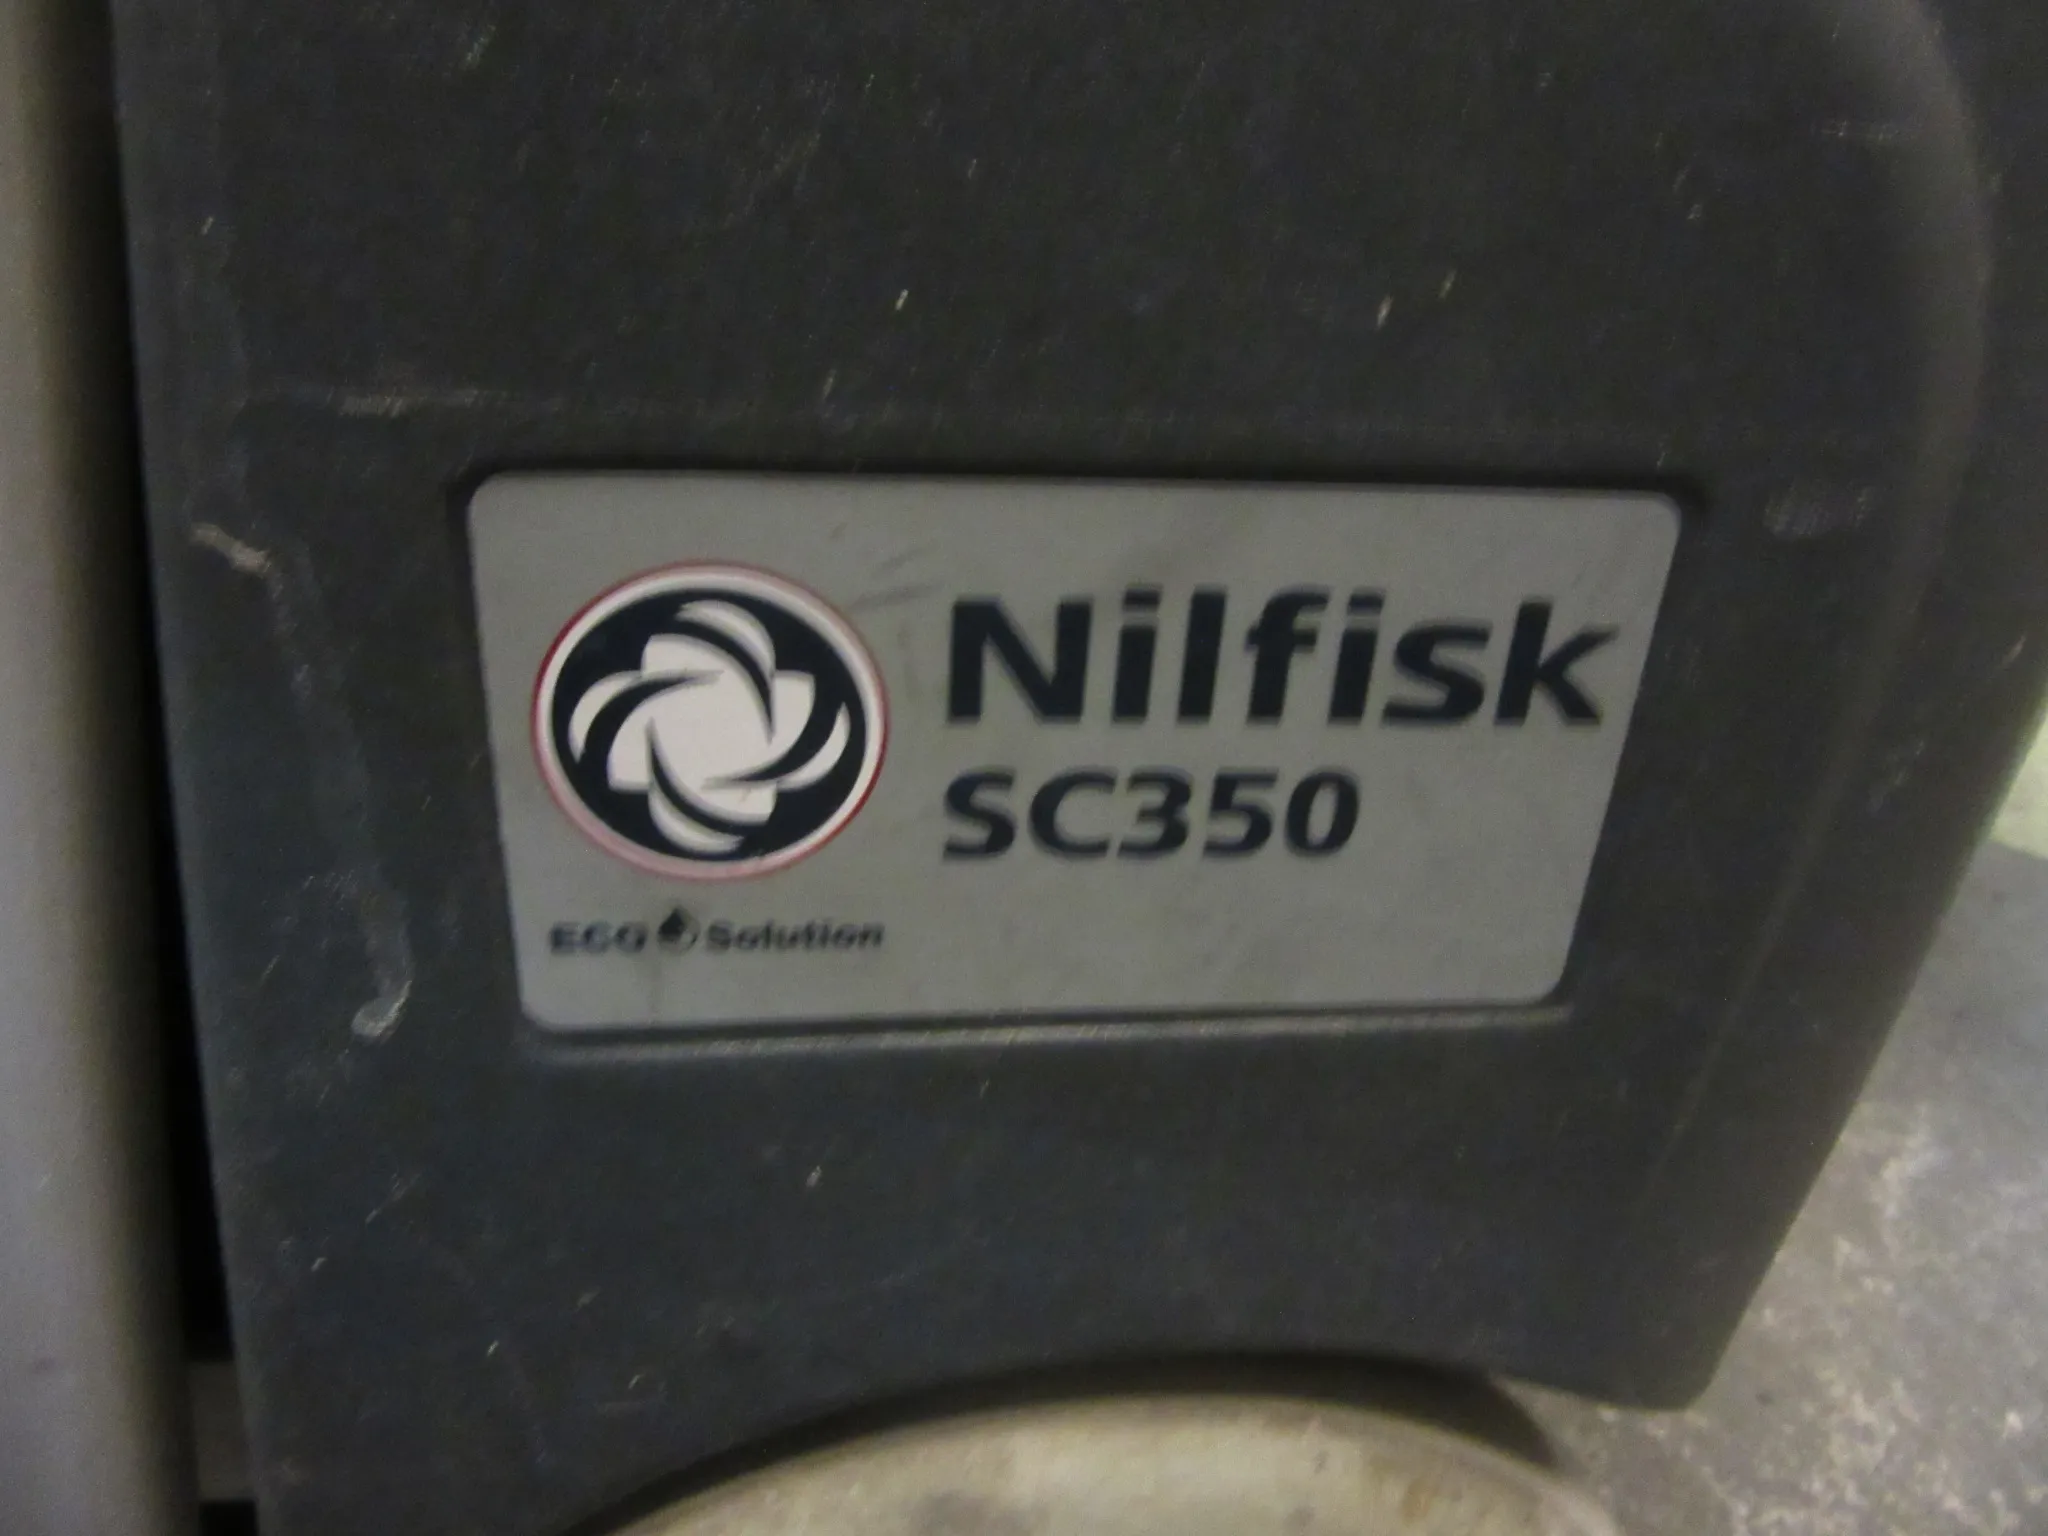 Nilfisk
SC350
ECO Solution